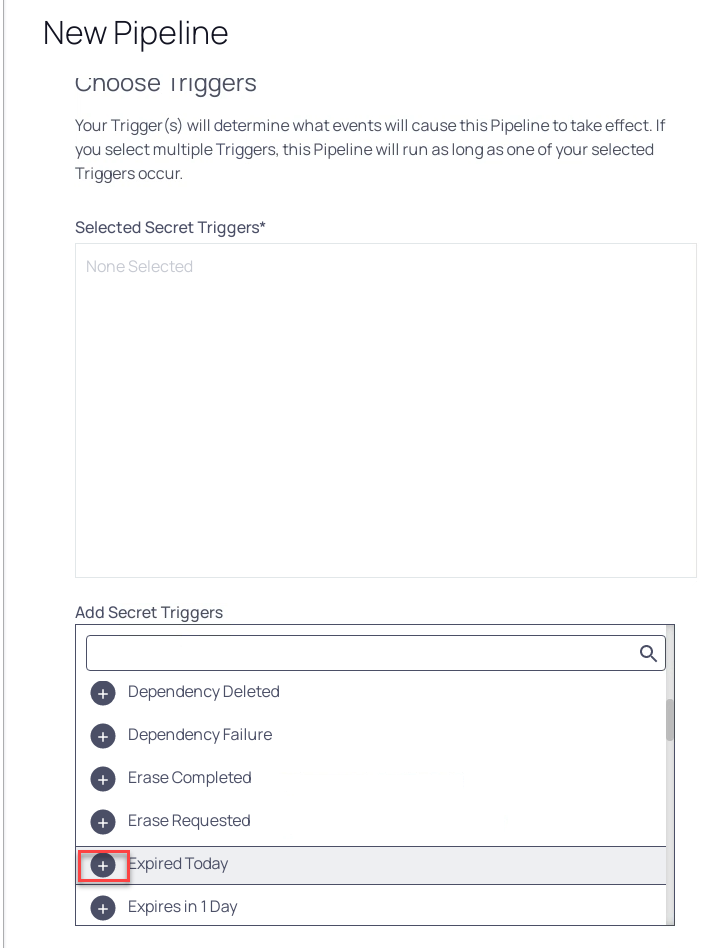 New Pipeline
Choose Triggers
Your Trigger(s) will determine what events will cause this Pipeline to take effect. If
you select multiple Triggers, this Pipeline will run as long as one of your selected
Triggers occur.
Selected Secret Triggers*
None Selected
Add Secret Triggers
Dependency Deleted
Dependency Failure
Erase Completed
Erase Requested
Expired Today
Expires in 1 Day